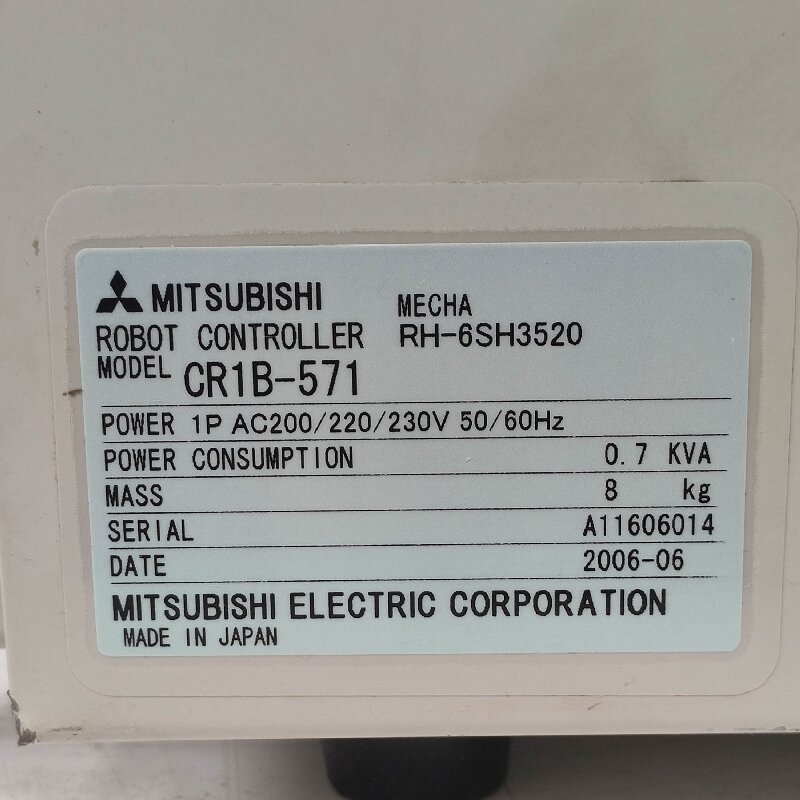 MITSUBISHI MECHA
ROBOT CONTROLLER RH-6SH3520
MODEL CR1B-571
POWER 1P AC200/220/230V 50/60Hz
POWER CONSUMPTION 0.7 KVA
MASS 8 kg
SERIAL A11606014
DATE 2006-06
MITSUBISHI ELECTRIC CORPORATION
MADE IN JAPAN